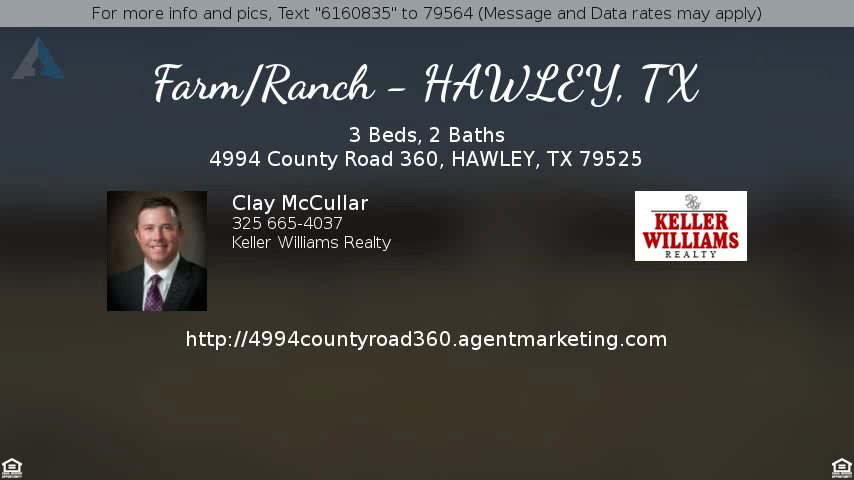 For more info and pics, Text "6160835" to 79564 (Message and Data rates may apply)
Farm/Ranch - HAWLEY, TX
3 Beds, 2 Baths
4994 County Road 360, HAWLEY, TX 79525
Clay McCullar
325 665-4037
Keller Williams Realty
KELLER
WILLIAMS
REALTY
http://4994countyroad360.agentmarketing.com